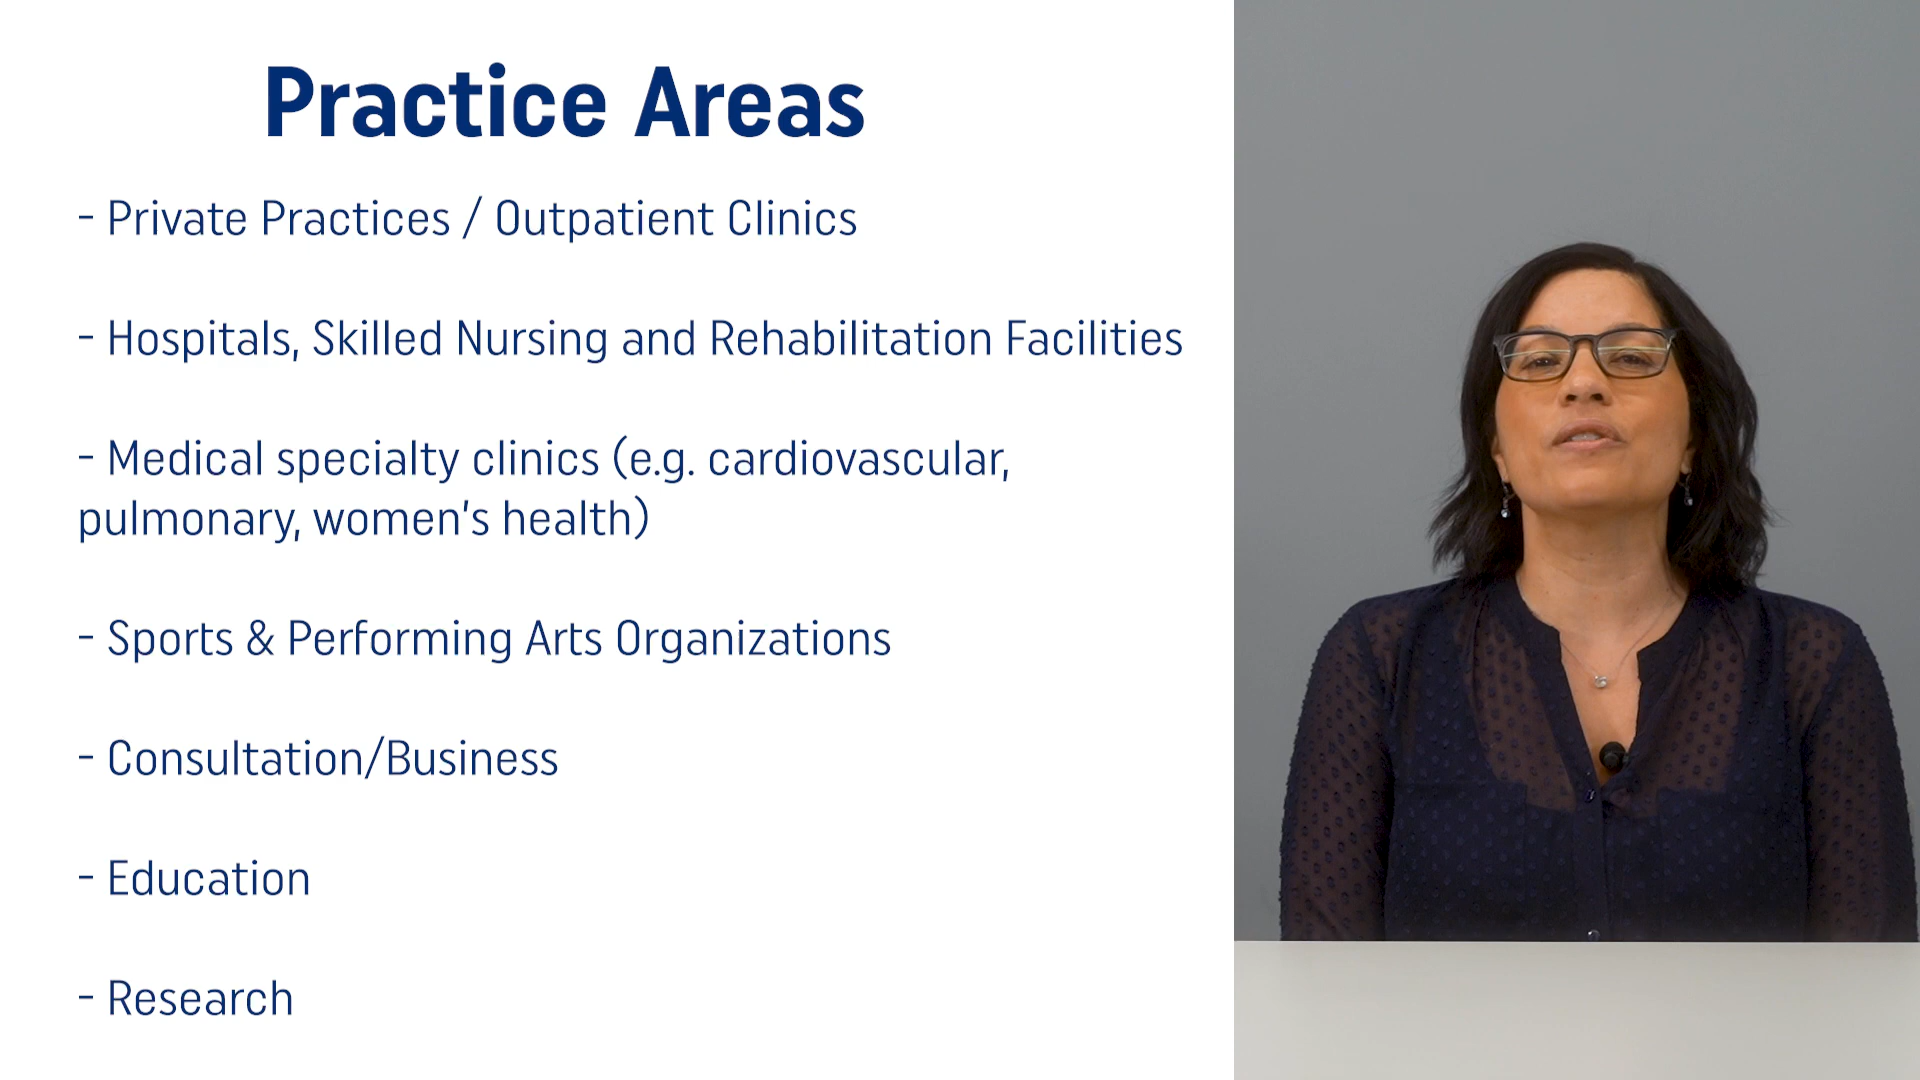 Practice Areas
- Private Practices / Outpatient Clinics
- Hospitals, Skilled Nursing and Rehabilitation Facilities
- Medical specialty clinics (e.g. cardiovascular,
pulmonary, women's health)
- Sports & Performing Arts Organizations
- Consultation/Business
- Education
- Research